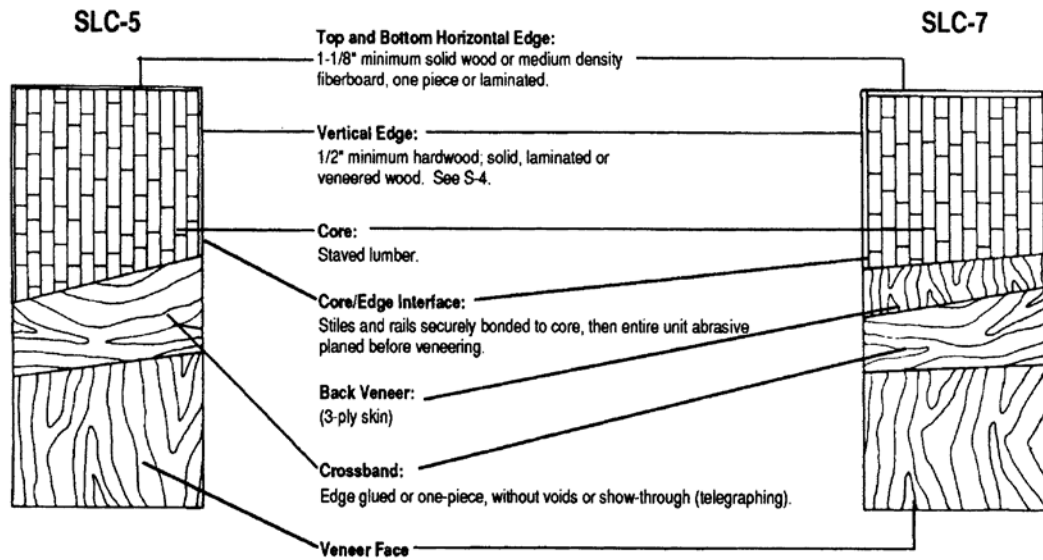 SLC-5
SLC-7
Top and Bottom Horizontal Edge:
1-1/8" minimum solid wood or medium density
fiberboard, one piece or laminated.
Vertical Edge:
1/2" minimum hardwood; solid, laminated or
veneered wood. See S-4.
Core:
Staved lumber.
Core/Edge Interface:
Stiles and rails securely bonded to core, then entire unit abrasive
planed before veneering.
Back Veneer:
(3-ply skin)
Crossband:
Edge glued or one-piece, without voids or show-through (telegraphing).
Veneer Face